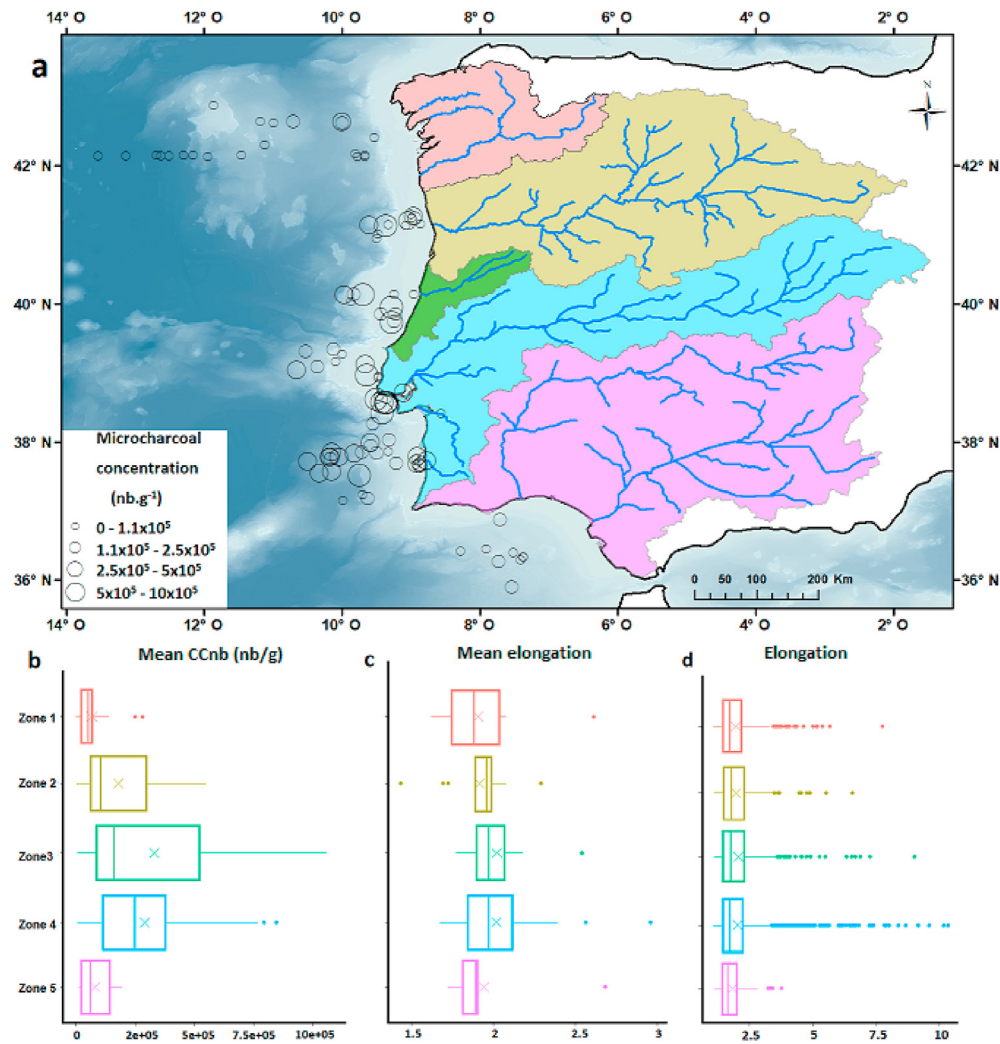 14° O 12° O 10° O 8° O 6° O 4° O 2° O
a
N
42° N 42° N
40° N 40° N
38° N 38° N
36° N 36° N
Microcharcoal
concentration
(nb.g⁻¹)
0 - 1.1x10⁵
1.1x10⁵ - 2.5x10⁵
2.5x10⁵ - 5x10⁵
5x10⁵ - 10x10⁵
0 50 100 200 Km
14° O 12° O 10° O 8° O 6° O 4° O 2° O
b Mean CCnb (nb/g) c Mean elongation d Elongation
Zone 1
Zone 2
Zone3
Zone 4
Zone 5
0 2e+05 5e+05 7e+05 10e+05
1.5 2 2.5 3
2.5 5 7.5 10